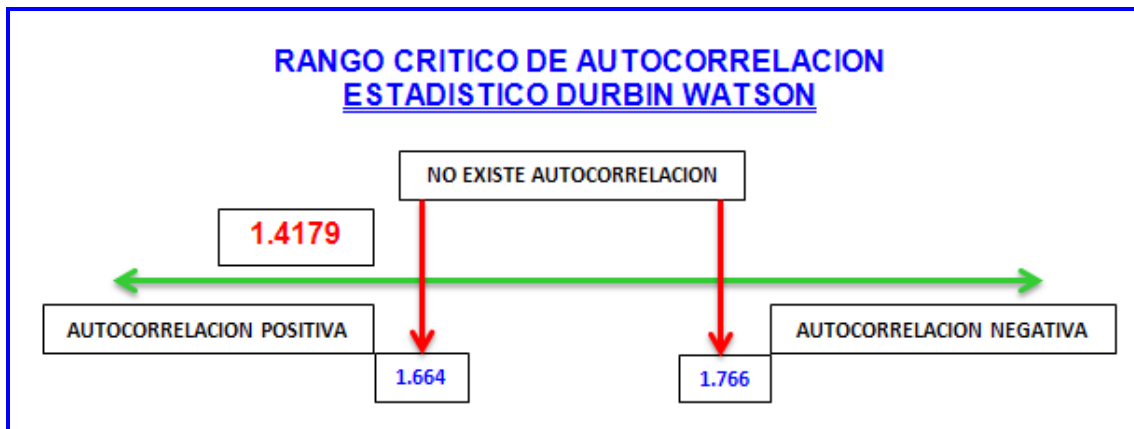 RANGO CRITICO DE AUTOCORRELACION
ESTADISTICO DURBIN WATSON
NO EXISTE AUTOCORRELACION
1.4179
AUTOCORRELACION POSITIVA
AUTOCORRELACION NEGATIVA
1.664
1.766